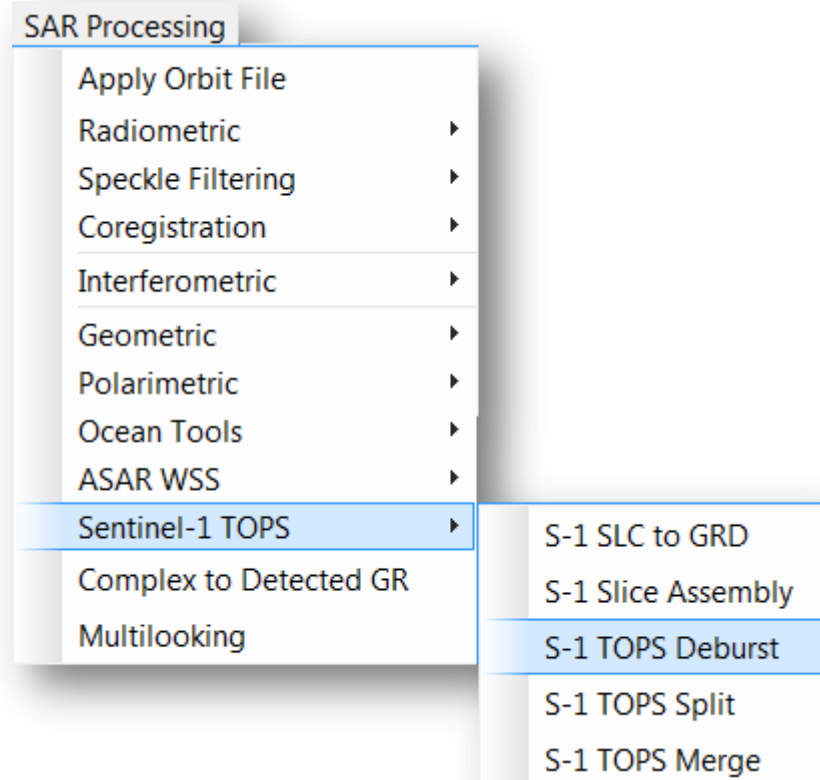 SAR Processing
Apply Orbit File
Radiometric
Speckle Filtering
Coregistration
Interferometric
Geometric
Polarimetric
Ocean Tools
ASAR WSS
Sentinel-1 TOPS
Complex to Detected GR
Multilooking
S-1 SLC to GRD
S-1 Slice Assembly
S-1 TOPS Deburst
S-1 TOPS Split
S-1 TOPS Merge